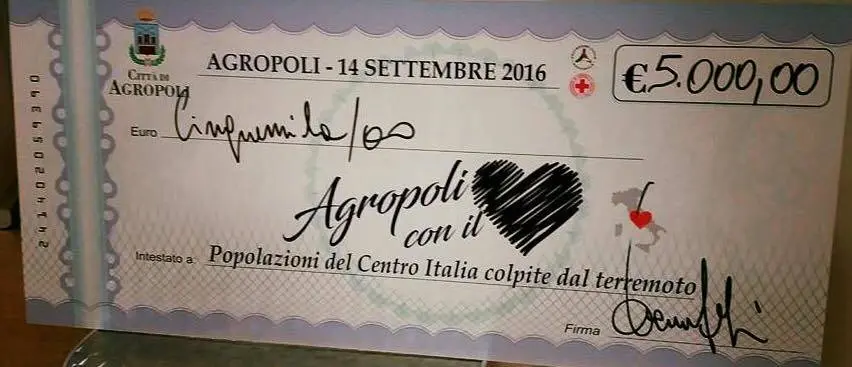 CITTÀ DI
AGROPOLI
AGROPOLI - 14 SETTEMBRE 2016
€5.000,00
Euro Cinquemila/00
Agropoli
con il
Intestato a: Popolazioni del Centro Italia colpite dal terremoto
Firma